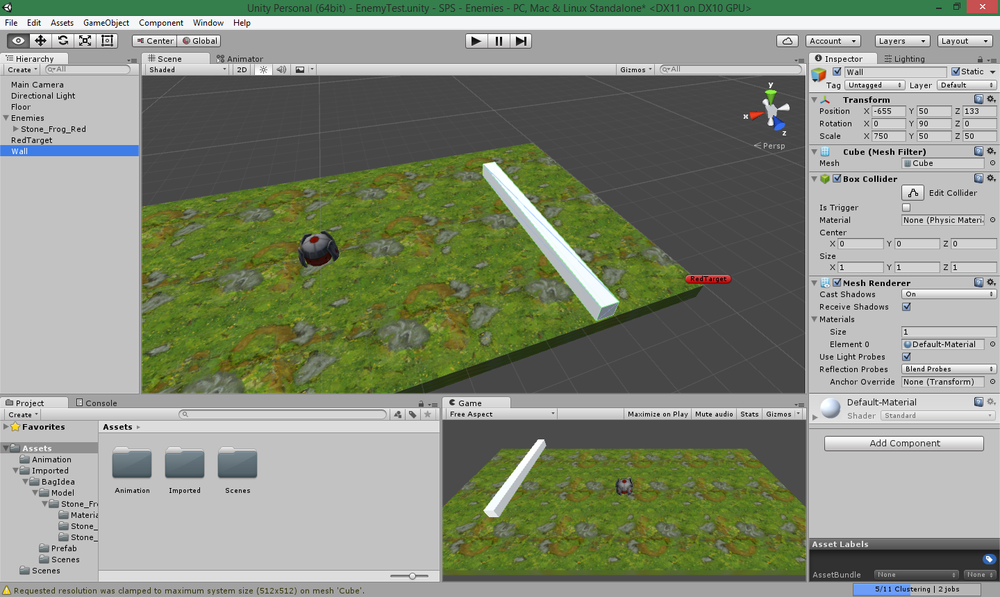 Unity Personal (64bit) - EnemyTest.unity - SPS - Enemies - PC, Mac & Linux Standalone* <DX11 on DX10 GPU>
File Edit Assets GameObject Component Window Help
Center Global Account Layers Layout
Hierarchy
Create All
Main Camera
Directional Light
Floor
Enemies
Stone_Frog_Red
RedTarget
Wall
Scene Animator
Shaded 2D Gizmos All
y
x
z
Persp
RedTarget
Inspector Lighting
Wall Static
Tag Untagged Layer Default
Transform
Position X -655 Y 50 Z 133
Rotation X 0 Y 90 Z 0
Scale X 750 Y 50 Z 50
Cube (Mesh Filter)
Mesh Cube
Box Collider
Edit Collider
Is Trigger
Material None (Physic Materi
Center
X 0 Y 0 Z 0
Size
X 1 Y 1 Z 1
Mesh Renderer
Cast Shadows On
Receive Shadows
Materials
Size 1
Element 0 Default-Material
Use Light Probes
Reflection Probes Blend Probes
Anchor Override None (Transform)
Default-Material
Shader Standard
Add Component
Asset Labels
AssetBundle None None
Project Console
Create
Favorites
Assets
Animation
Imported
BagIdea
Model
Stone_Fr
Materia
Stone_
Stone_
Prefab
Scenes
Scenes
Assets
Animation Imported Scenes
Game
Free Aspect Maximize on Play Mute audio Stats Gizmos
Requested resolution was clamped to maximum system size (512x512) on mesh 'Cube'.
5/11 Clustering | 2 jobs